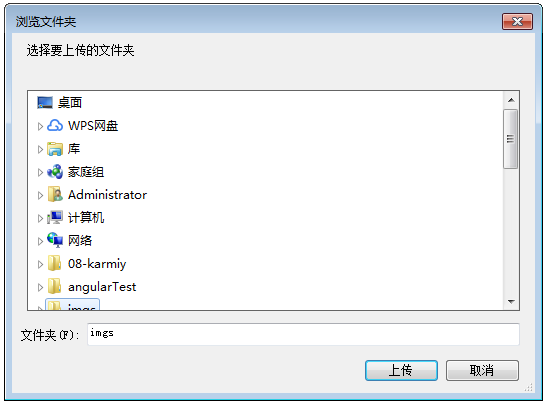 浏览文件夹
选择要上传的文件夹
桌面
WPS网盘
库
家庭组
Administrator
计算机
网络
08-karmiy
angularTest
imgs
文件夹(F): imgs
上传 取消